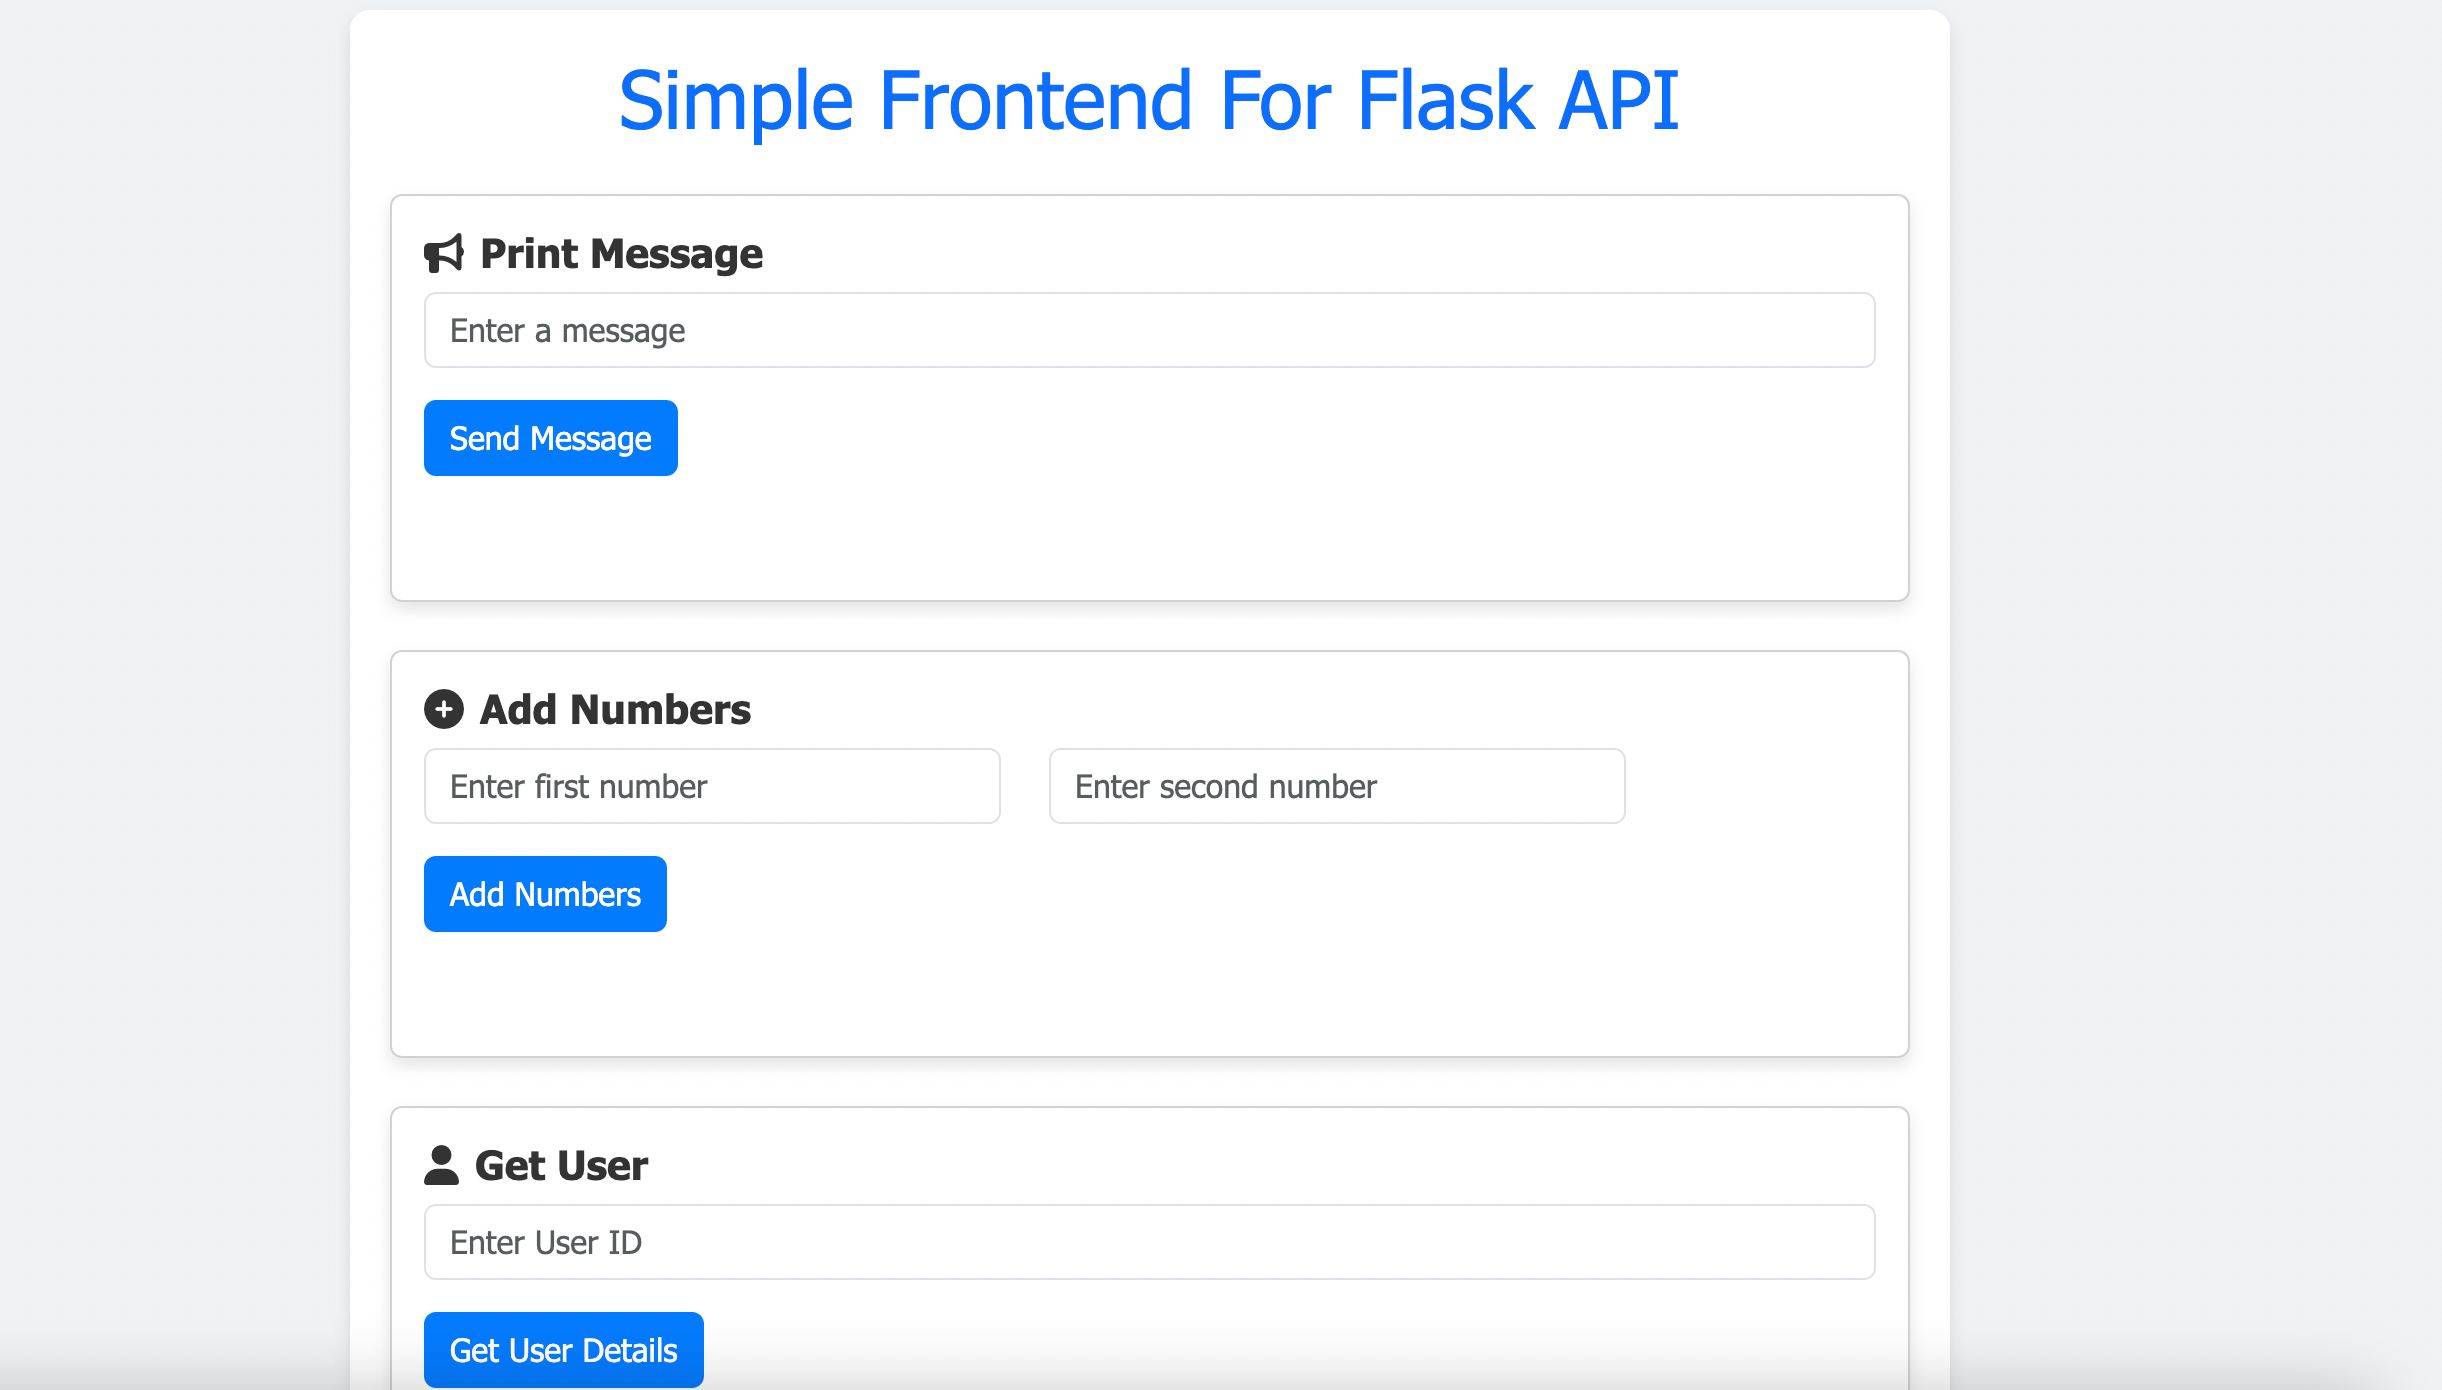 Simple Frontend For Flask API
Print Message
Enter a message
Send Message
Add Numbers
Enter first number
Enter second number
Add Numbers
Get User
Enter User ID
Get User Details